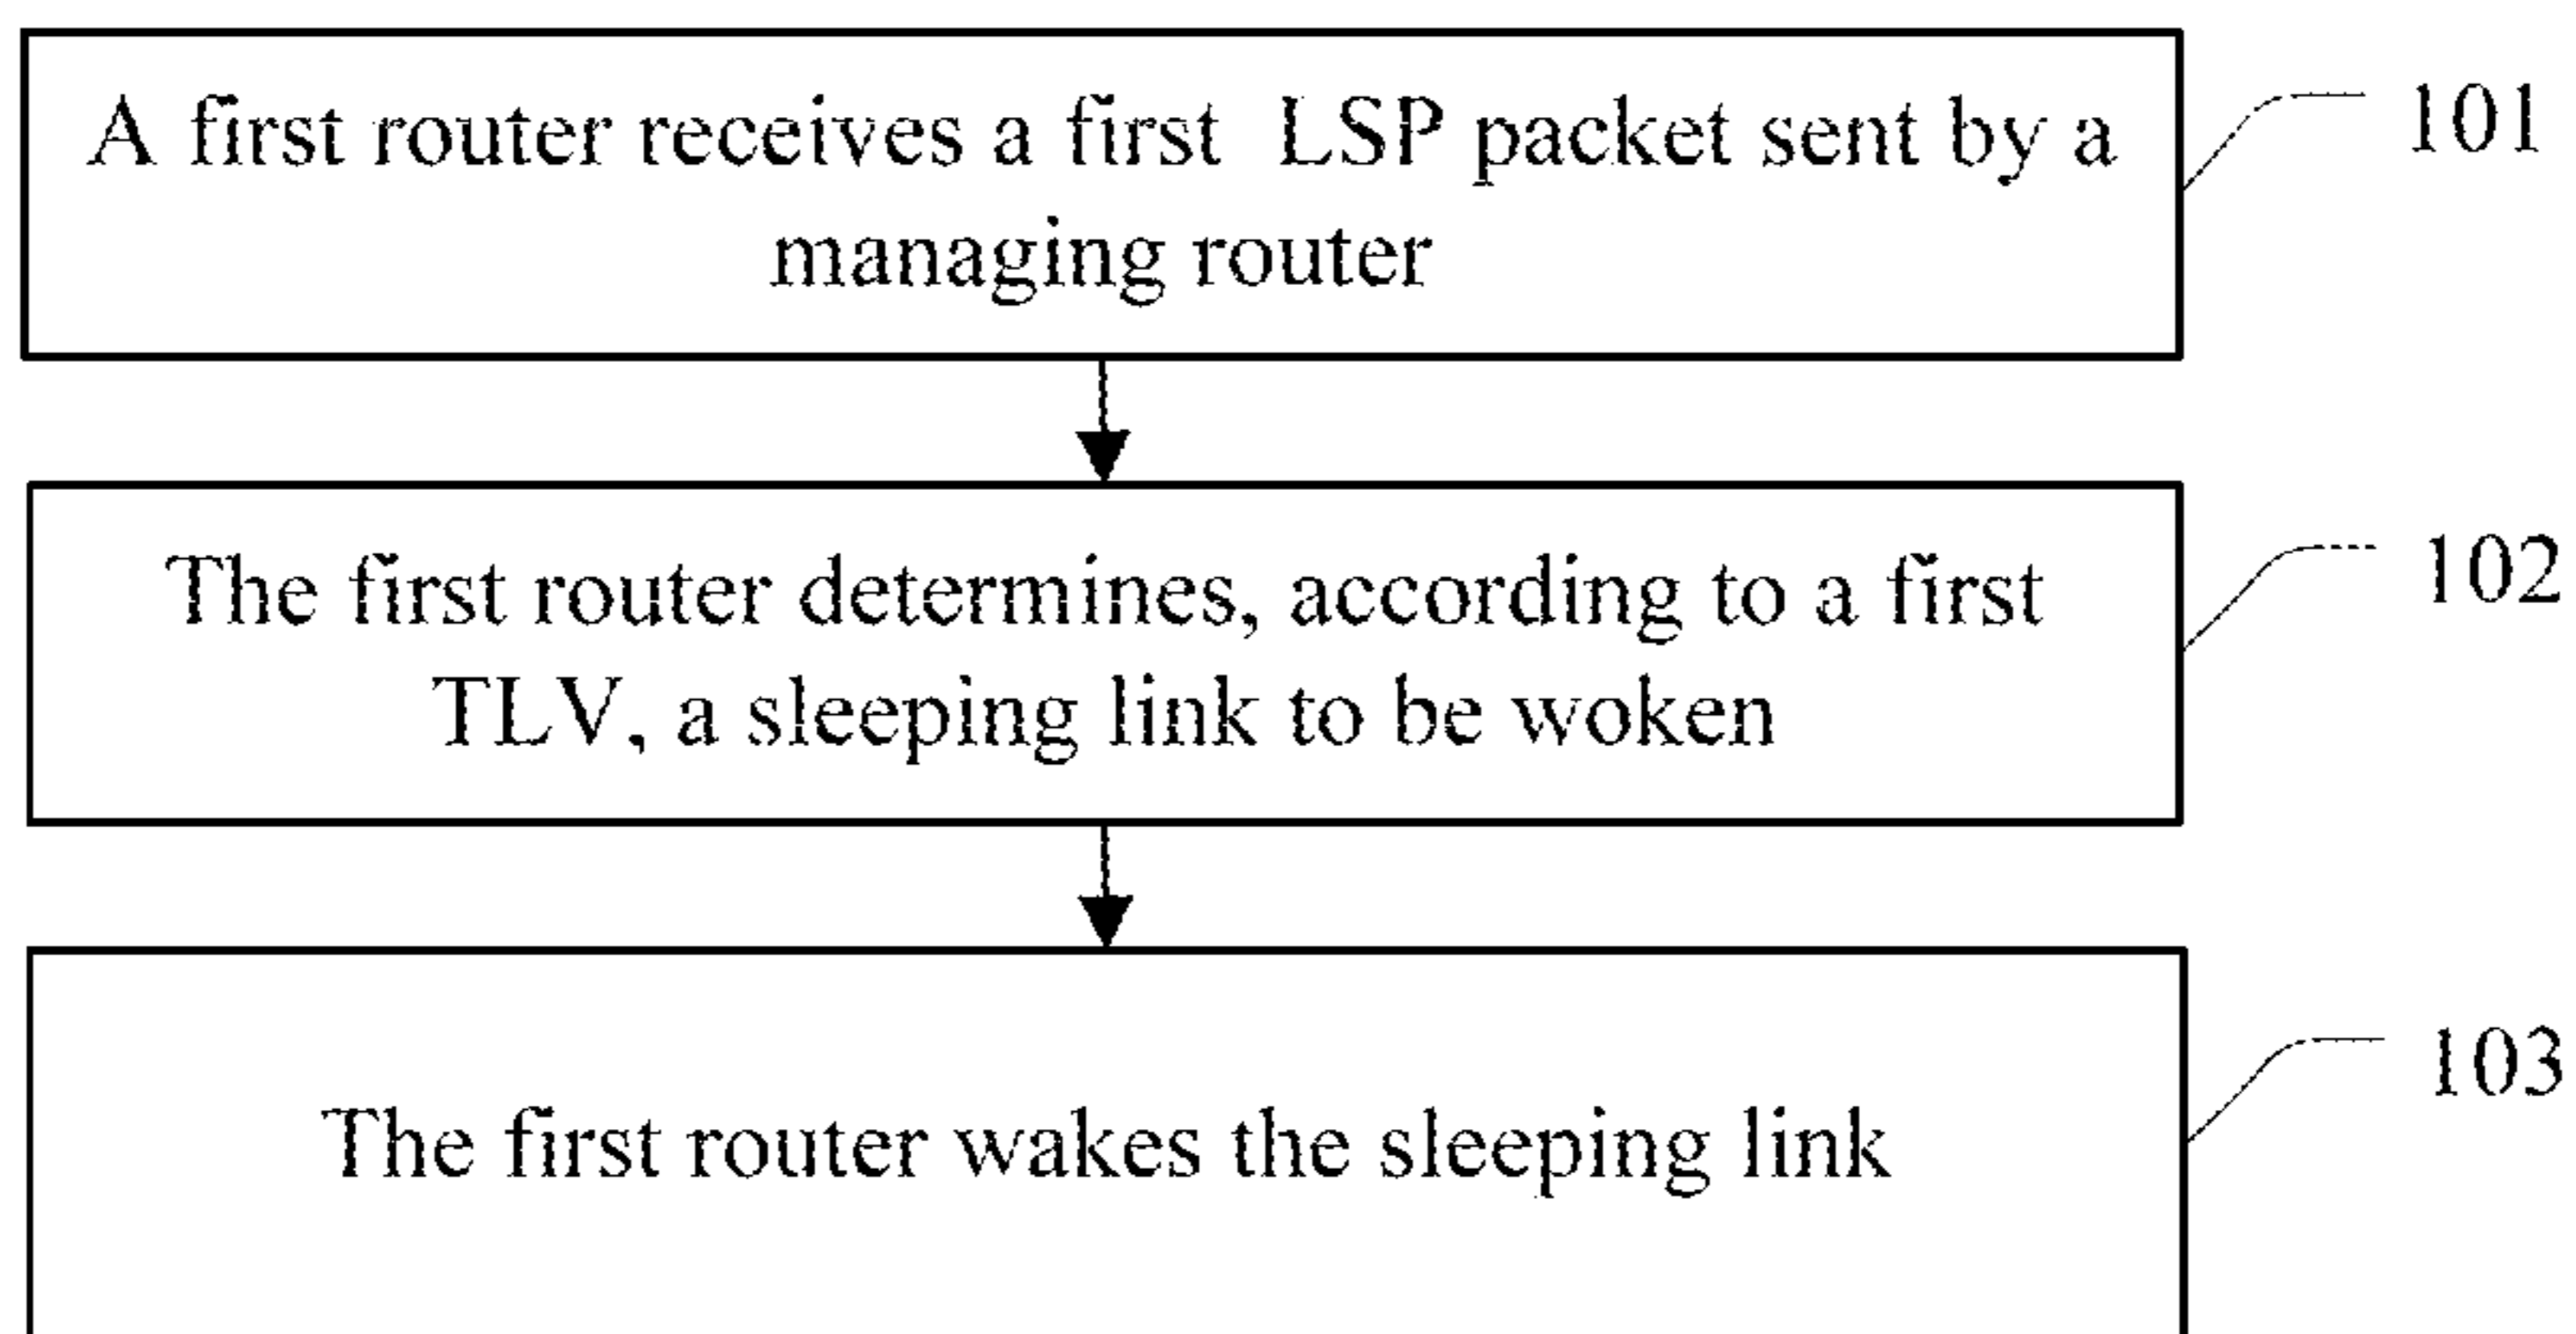 A first router receives a first LSP packet sent by a
managing router
101
The first router determines, according to a first
TLV, a sleeping link to be woken
102
The first router wakes the sleeping link
103